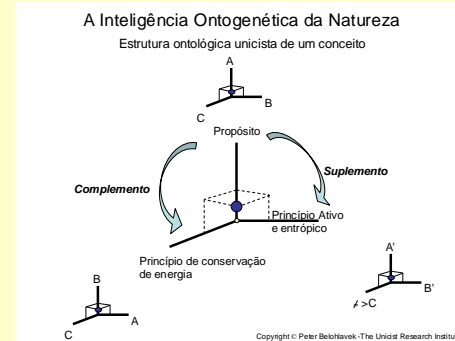 A Inteligência Ontogenética da Natureza
Estrutura ontológica unicista de um conceito
A
B
C
Propósito
Complemento
Suplemento
Princípio Ativo
e entrópico
Princípio de conservação
de energia
B
A
C
A'
B'
>C
Copyright © Peter Belohlavek -The Unicist Research Institu